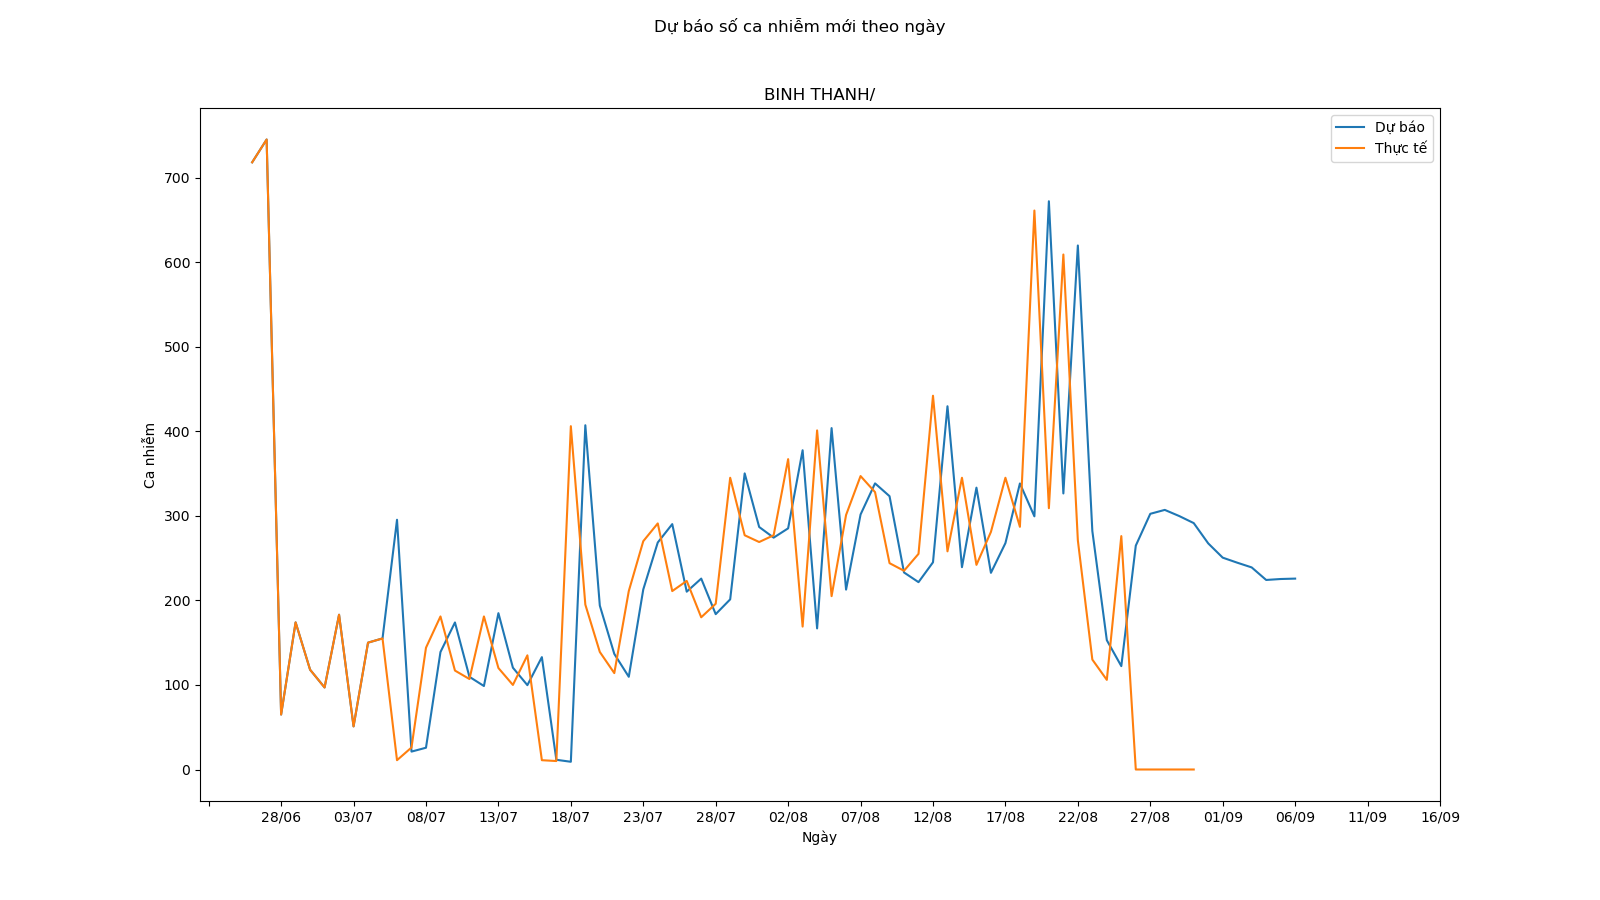 Dự báo số ca nhiễm mới theo ngày
BINH THANH/
Dự báo
Thực tế
700
600
500
400
300
200
100
0
Ca nhiễm
28/06 03/07 08/07 13/07 18/07 23/07 28/07 02/08 07/08 12/08 17/08 22/08 27/08 01/09 06/09 11/09 16/09
Ngày